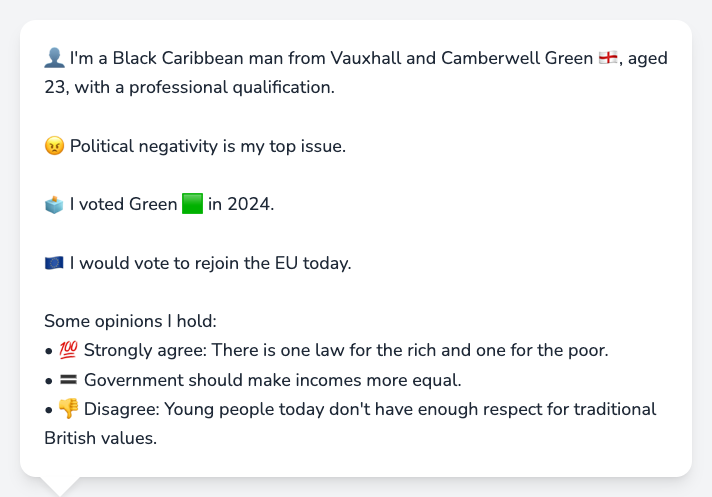 👤 I'm a Black Caribbean man from Vauxhall and Camberwell Green 🏴󠁧󠁢󠁥󠁮󠁧󠁿, aged
23, with a professional qualification.
😠 Political negativity is my top issue.
🗳️ I voted Green 🟩 in 2024.
🇪🇺 I would vote to rejoin the EU today.
Some opinions I hold:
• 💯 Strongly agree: There is one law for the rich and one for the poor.
• 🟰 Government should make incomes more equal.
• 👎 Disagree: Young people today don't have enough respect for traditional
British values.